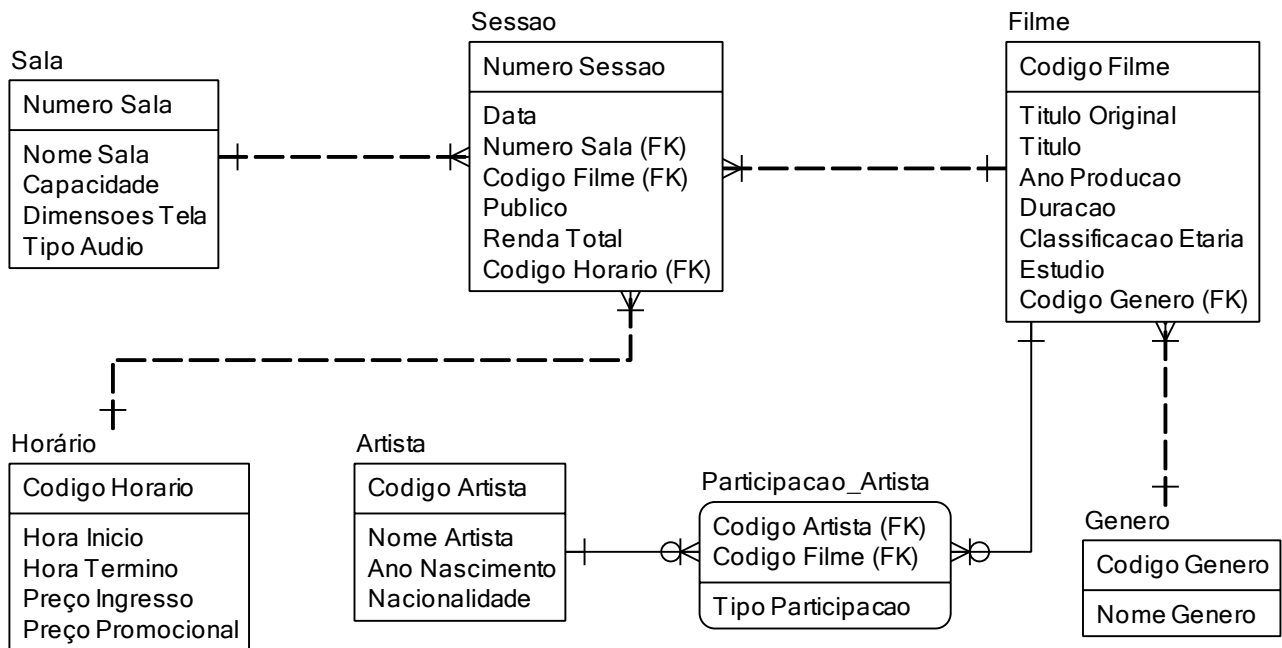 Sala
Numero Sala
Nome Sala
Capacidade
Dimensoes Tela
Tipo Audio
Sessao
Numero Sessao
Data
Numero Sala (FK)
Codigo Filme (FK)
Publico
Renda Total
Codigo Horario (FK)
Filme
Codigo Filme
Titulo Original
Titulo
Ano Producao
Duracao
Classificacao Etaria
Estudio
Codigo Genero (FK)
Horário
Codigo Horario
Hora Inicio
Hora Termino
Preço Ingresso
Preço Promocional
Artista
Codigo Artista
Nome Artista
Ano Nascimento
Nacionalidade
Participacao_Artista
Codigo Artista (FK)
Codigo Filme (FK)
Tipo Participacao
Genero
Codigo Genero
Nome Genero